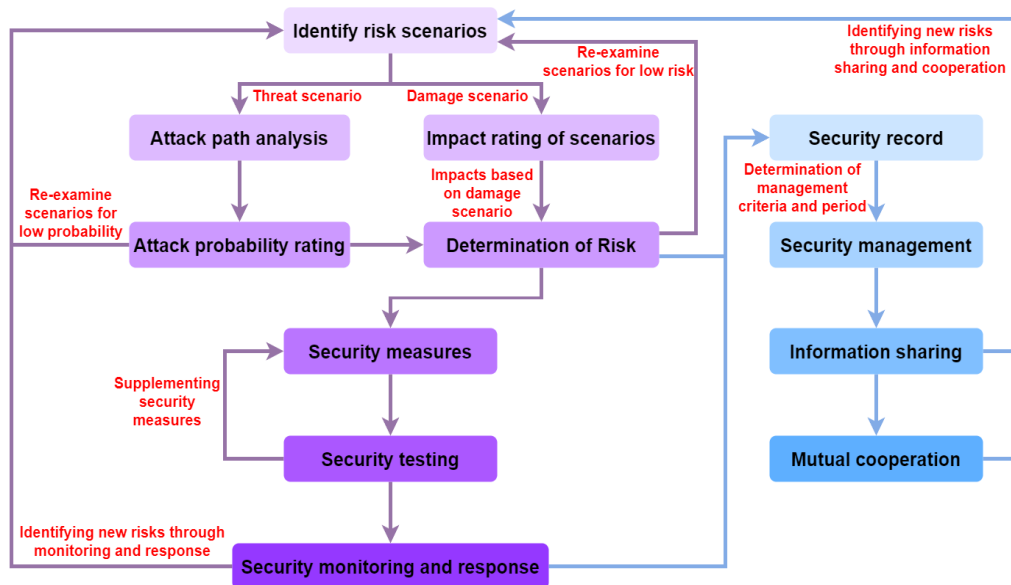 Identify risk scenarios
Identifying new risks
through information
sharing and cooperation
Re-examine
scenarios for low risk
Threat scenario
Damage scenario
Attack path analysis
Impact rating of scenarios
Security record
Re-examine
scenarios for
low probability
Impacts based
on damage
scenario
Determination of
management
criteria and period
Attack probability rating
Determination of Risk
Security management
Security measures
Information sharing
Supplementing
security
measures
Security testing
Mutual cooperation
Identifying new risks through
monitoring and response
Security monitoring and response